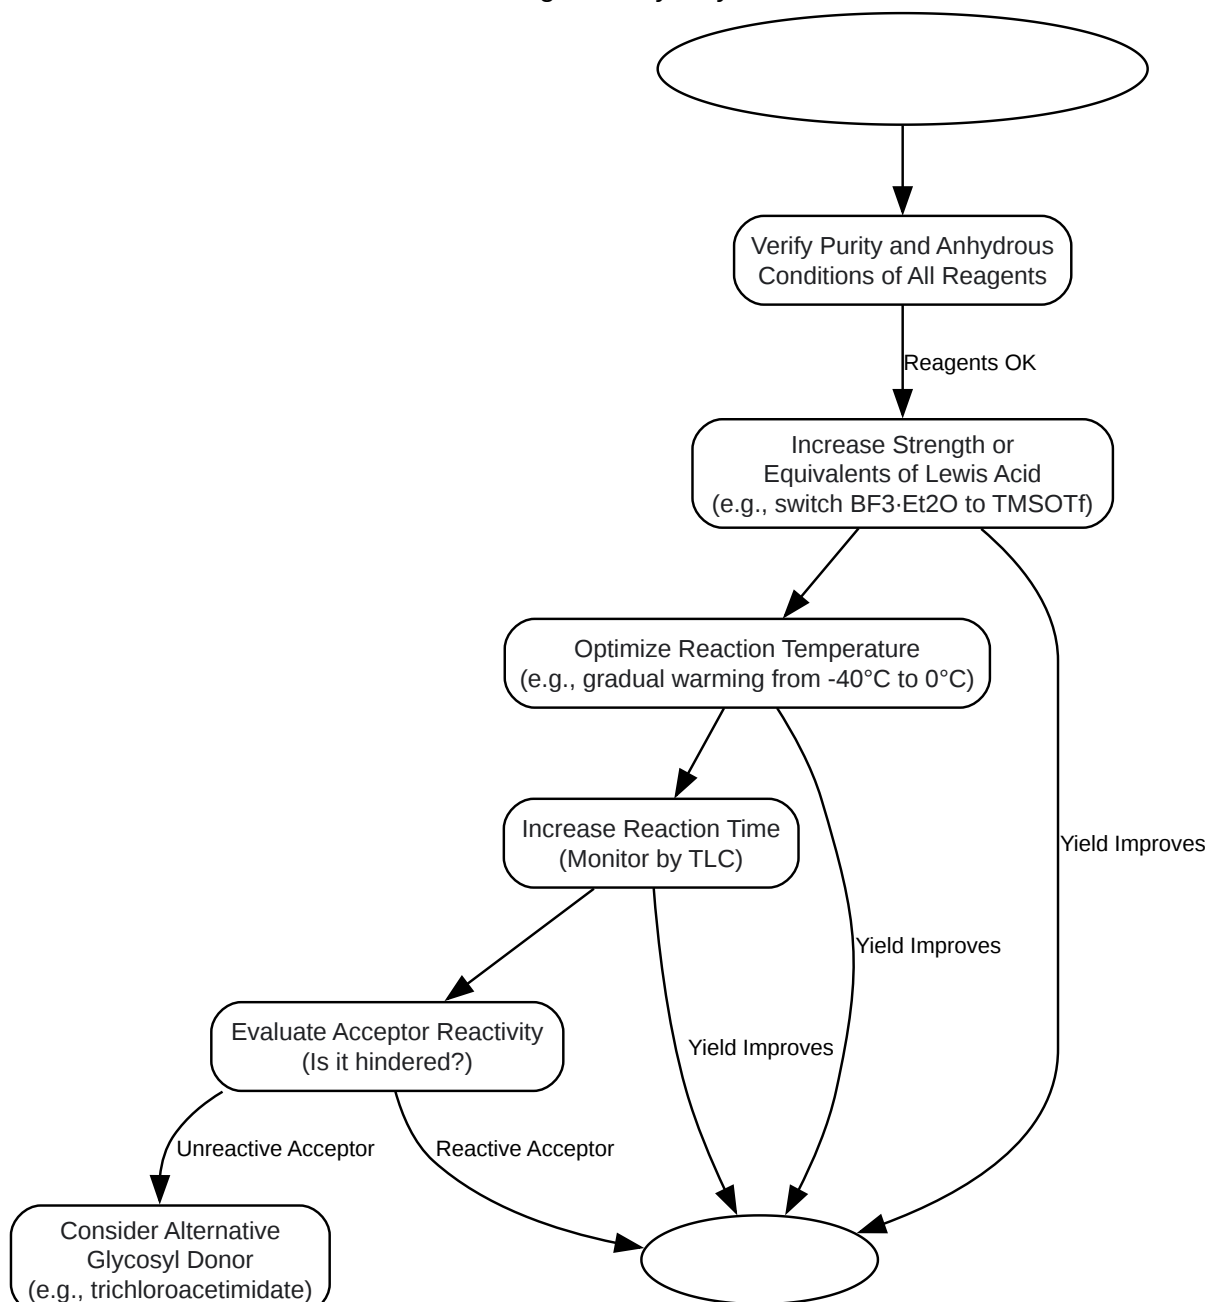 Verify Purity and Anhydrous
Conditions of All Reagents
Reagents OK
Increase Strength or
Equivalents of Lewis Acid
(e.g., switch BF3·Et2O to TMSOTf)
Optimize Reaction Temperature
(e.g., gradual warming from -40°C to 0°C)
Increase Reaction Time
(Monitor by TLC)
Yield Improves
Yield Improves
Evaluate Acceptor Reactivity
(Is it hindered?)
Yield Improves
Unreactive Acceptor
Reactive Acceptor
Consider Alternative
Glycosyl Donor
(e.g., trichloroacetimidate)